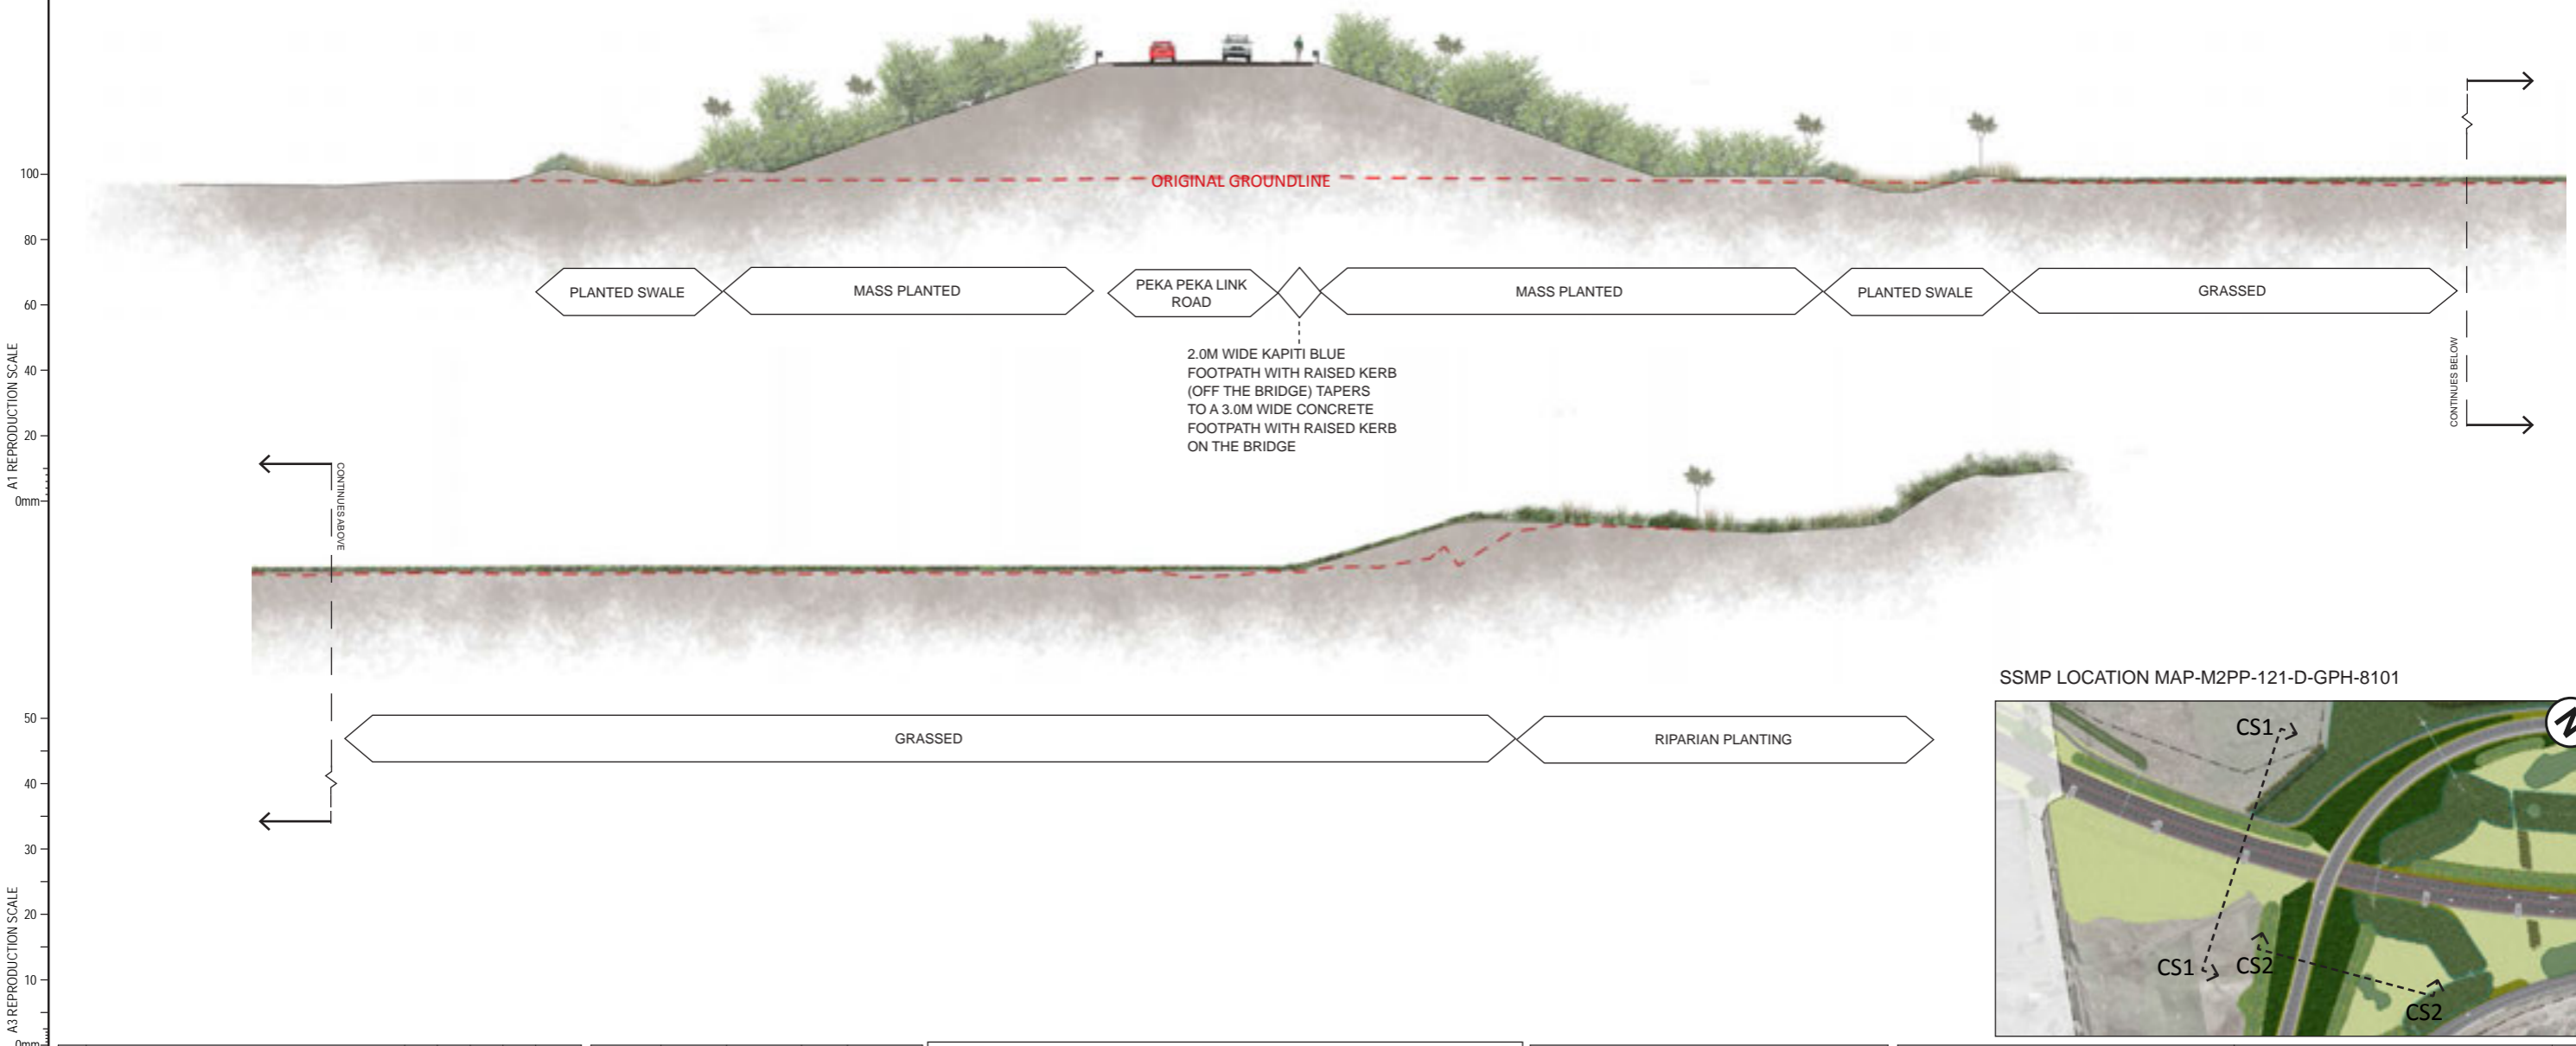 100
80
60
40
20
0mm
A1 REPRODUCTION SCALE
ORIGINAL GROUNDLINE
PLANTED SWALE
MASS PLANTED
PEKA PEKA LINK
ROAD
MASS PLANTED
PLANTED SWALE
GRASSED
2.0M WIDE KAPITI BLUE
FOOTPATH WITH RAISED KERB
(OFF THE BRIDGE) TAPERS
TO A 3.0M WIDE CONCRETE
FOOTPATH WITH RAISED KERB
ON THE BRIDGE
CONTINUES BELOW
CONTINUES ABOVE
GRASSED
RIPARIAN PLANTING
50
40
30
20
10
0mm
A3 REPRODUCTION SCALE
SSMP LOCATION MAP-M2PP-121-D-GPH-8101
CS1
N
CS1
CS2
CS2